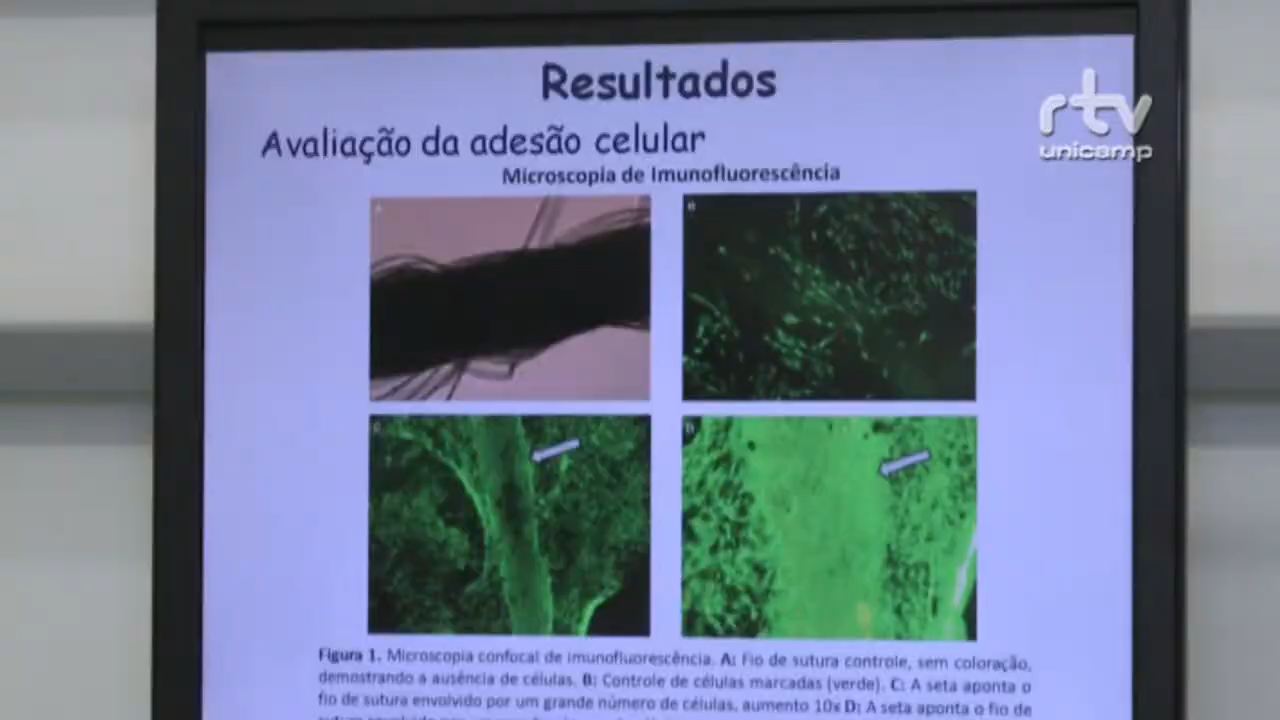 Resultados
rtv
unicamp
Avaliação da adesão celular
Microscopia de Imunofluorescência
A
B
C
D
Figura 1. Microscopia confocal de imunofluorescência. A: Fio de sutura controle, sem coloração,
demostrando a ausência de células. B: Controle de células marcadas (verde). C: A seta aponta o
fio de sutura envolvido por um grande número de células, aumento 10x D: A seta aponta o fio de